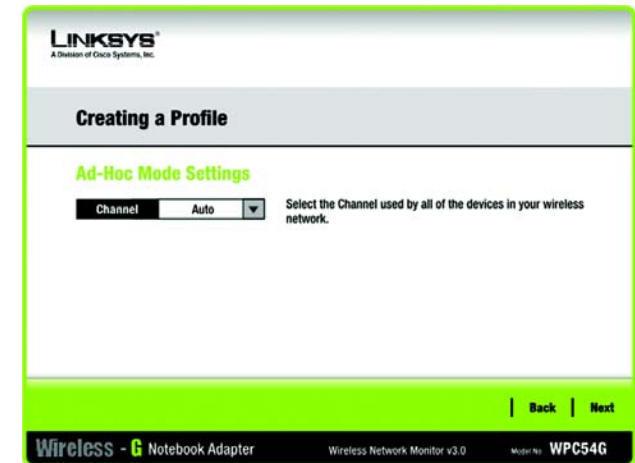 LINKSYS®
A Division of Cisco Systems, Inc.
Creating a Profile
Ad-Hoc Mode Settings
Channel Auto
Select the Channel used by all of the devices in your wireless
network.
Back Next
Wireless - G Notebook Adapter Wireless Network Monitor v3.0 Model No. WPC54G